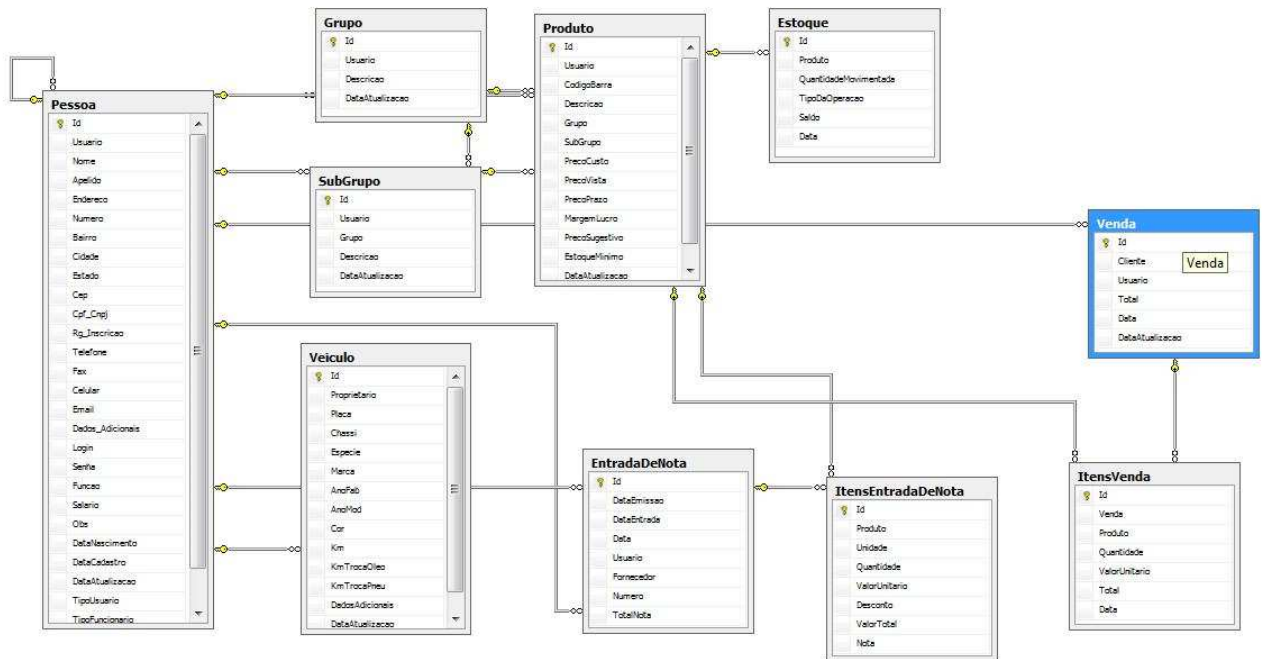 Pessoa
Id
Usuario
Nome
Apelido
Endereco
Numero
Bairro
Cidade
Estado
Cep
Cpf_Cnpj
Rg_Inscricao
Telefone
Fax
Celular
Email
Dados_Adicionais
Login
Senha
Funcao
Salario
Obs
DataNascimento
DataCadastro
DataAtualizacao
TipoUsuario
TipoFuncionario
Grupo
Id
Usuario
Descricao
DataAtualizacao
SubGrupo
Id
Usuario
Grupo
Descricao
DataAtualizacao
Veiculo
Id
Proprietario
Placa
Chassi
Especie
Marca
AnoFab
AnoMod
Cor
Km
KmTrocaOleo
KmTrocaPneu
DadosAdicionais
DataAtualizacao
Produto
Id
Usuario
CodigoBarra
Descricao
Grupo
SubGrupo
PrecoCusto
PrecoVista
PrecoPrazo
MargemLucro
PrecoSugestivo
EstoqueMinimo
DataAtualizacao
EntradaDeNota
Id
DataEmissao
DataEntrada
Data
Usuario
Fornecedor
Numero
TotalNota
Estoque
Id
Produto
QuantidadeMovimentada
TipoDaOperacao
Saldo
Data
ItensEntradaDeNota
Id
Produto
Unidade
Quantidade
ValorUnitario
Desconto
ValorTotal
Nota
Venda
Id
Cliente
Venda
Usuario
Total
Data
DataAtualizacao
ItensVenda
Id
Venda
Produto
Quantidade
ValorUnitario
Total
Data